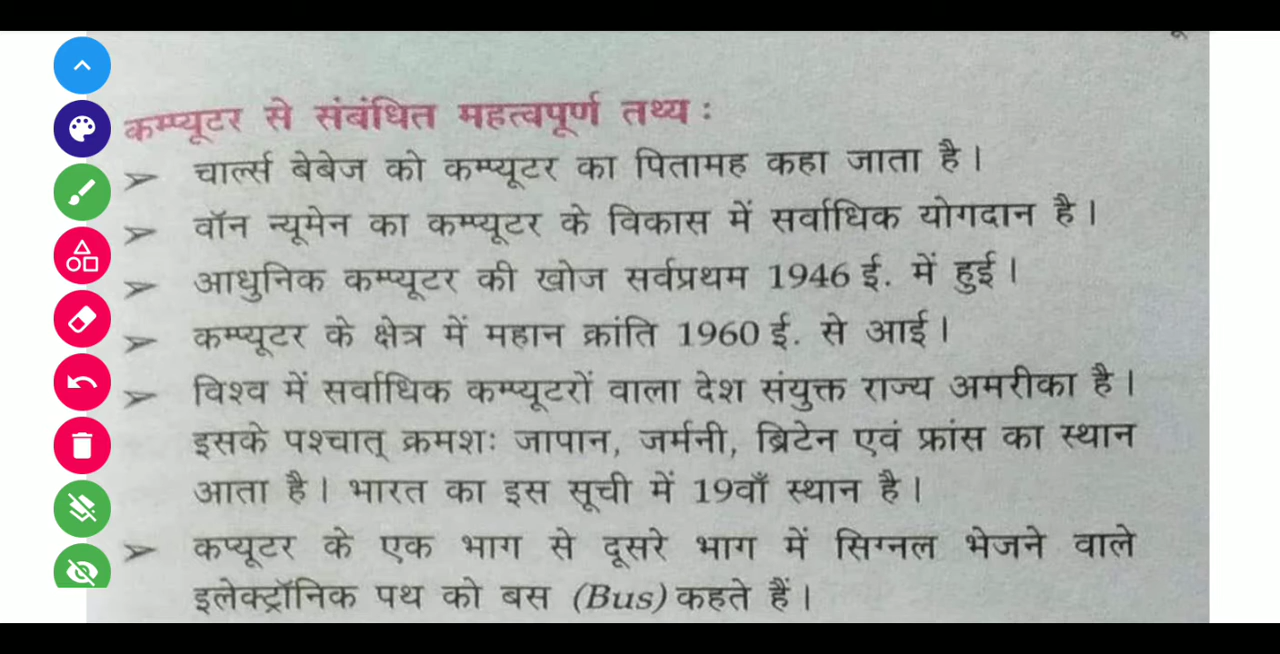 कम्प्यूटर से संबंधित महत्वपूर्ण तथ्य :
➤ चार्ल्स बेबेज को कम्प्यूटर का पितामह कहा जाता है।
➤ वॉन न्यूमेन का कम्प्यूटर के विकास में सर्वाधिक योगदान है।
➤ आधुनिक कम्प्यूटर की खोज सर्वप्रथम 1946 ई. में हुई।
➤ कम्प्यूटर के क्षेत्र में महान क्रांति 1960 ई. से आई।
➤ विश्व में सर्वाधिक कम्प्यूटरों वाला देश संयुक्त राज्य अमरीका है।
इसके पश्चात् क्रमशः जापान, जर्मनी, ब्रिटेन एवं फ्रांस का स्थान
आता है। भारत का इस सूची में 19वाँ स्थान है।
➤ कप्यूटर के एक भाग से दूसरे भाग में सिग्नल भेजने वाले
इलेक्ट्रॉनिक पथ को बस (Bus) कहते हैं।